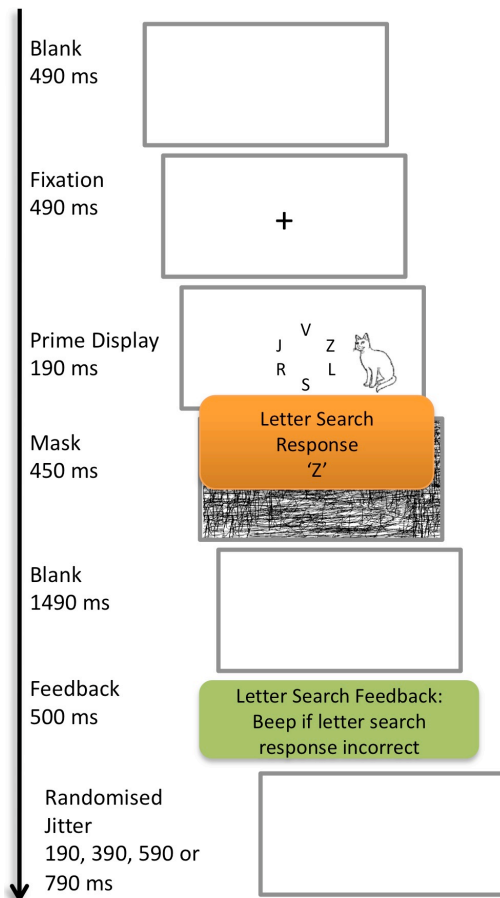 Blank
490 ms
Fixation
490 ms
+
Prime Display
190 ms
V
J Z
R L
S
Letter Search
Response
‘Z’
Mask
450 ms
Blank
1490 ms
Feedback
500 ms
Letter Search Feedback:
Beep if letter search
response incorrect
Randomised
Jitter
190, 390, 590 or
790 ms